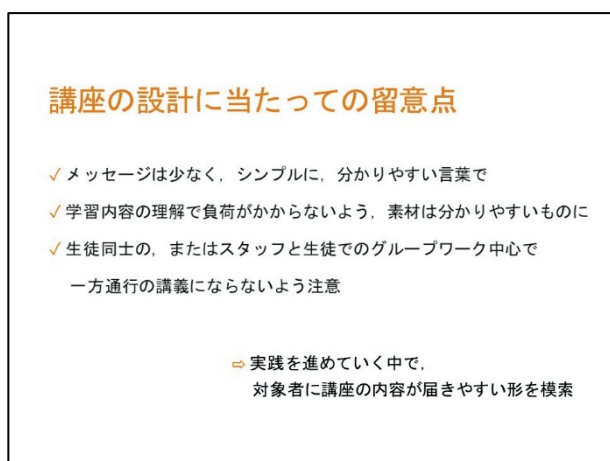 講座の設計に当たっての留意点
✓メッセージは少なく，シンプルに，分かりやすい言葉で
✓学習内容の理解で負荷がかからないよう，素材は分かりやすいものに
✓生徒同士の，またはスタッフと生徒でのグループワーク中心で
一方通行の講義にならないよう注意
⇨実践を進めていく中で，
対象者に講座の内容が届きやすい形を模索